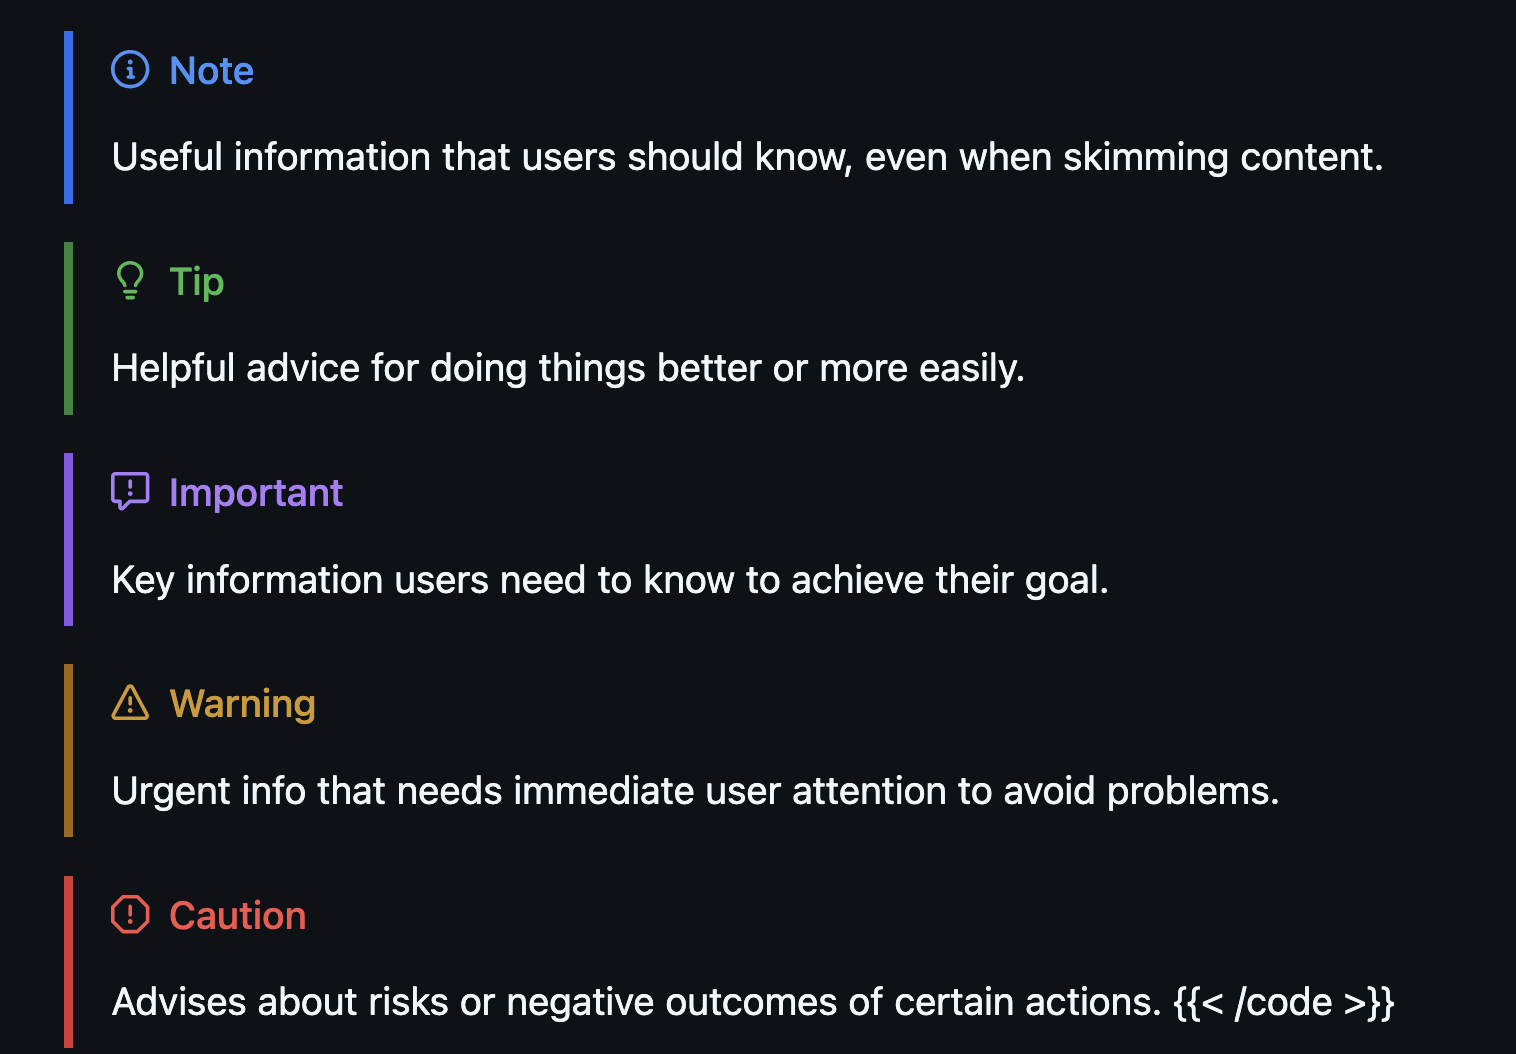 Note
Useful information that users should know, even when skimming content.
Tip
Helpful advice for doing things better or more easily.
Important
Key information users need to know to achieve their goal.
Warning
Urgent info that needs immediate user attention to avoid problems.
Caution
Advises about risks or negative outcomes of certain actions. {{< /code >}}